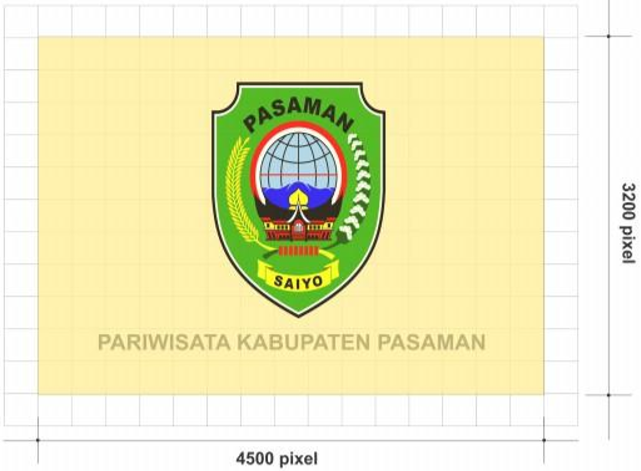 PASAMAN
SAIYO
PARIWISATA KABUPATEN PASAMAN
3200 pixel
4500 pixel